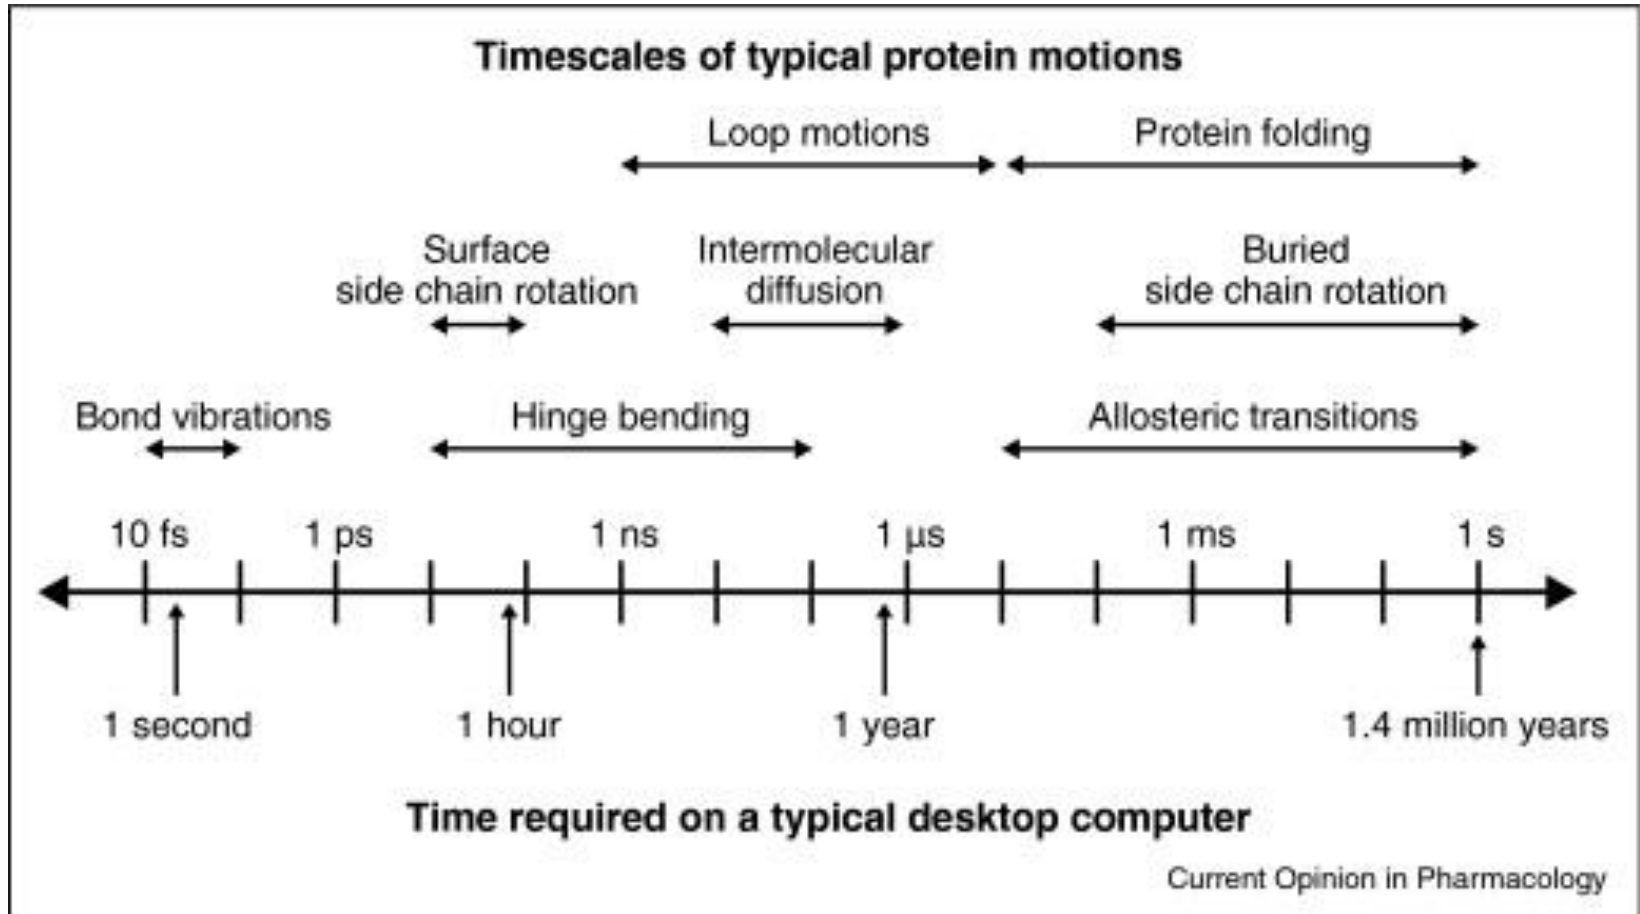 Timescales of typical protein motions
Loop motions
Protein folding
Surface
side chain rotation
Intermolecular
diffusion
Buried
side chain rotation
Bond vibrations
Hinge bending
Allosteric transitions
10 fs
1 ps
1 ns
1 µs
1 ms
1 s
1 second
1 hour
1 year
1.4 million years
Time required on a typical desktop computer
Current Opinion in Pharmacology